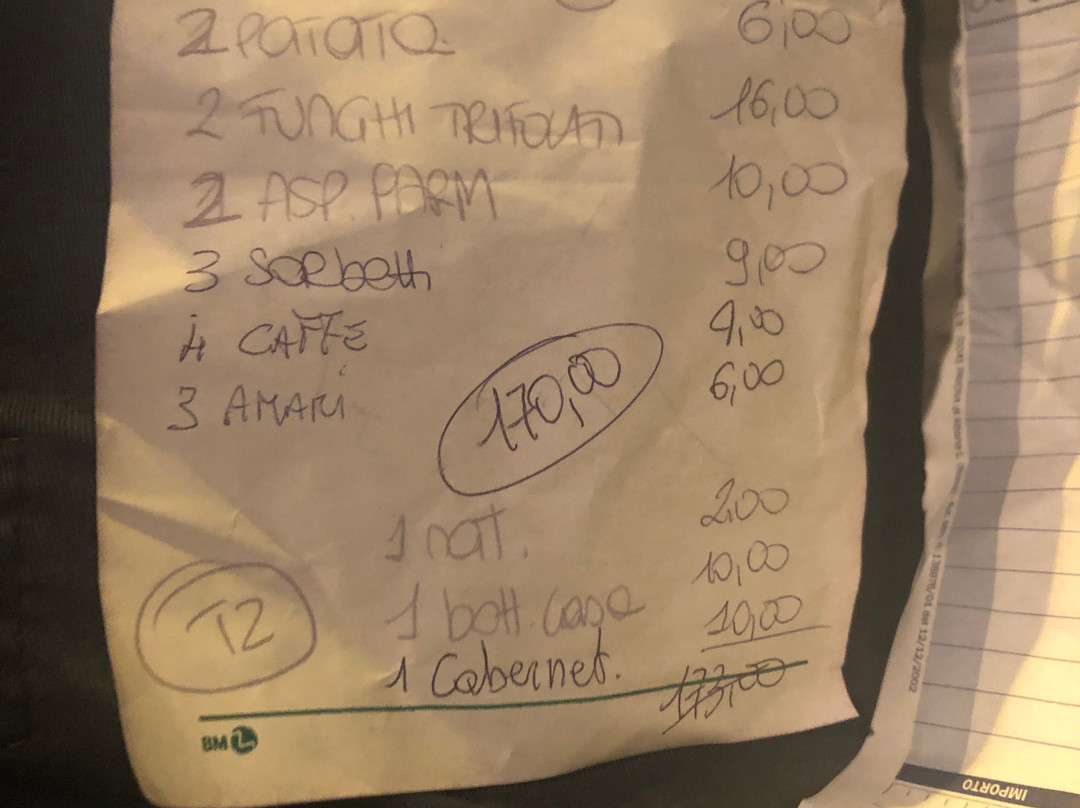 2 PATATA 6,00
2 FUNGHI TRIFOLATI 16,00
2 ASP. PARM 10,00
3 SORbetti 9,00
4 CAFFE 4,00
3 AMARI 6,00
170,00
1 nat. 2,00
1 bott. casa 10,00
1 Cabernet. 10,00
173,00
T2
BM
IMPORTO